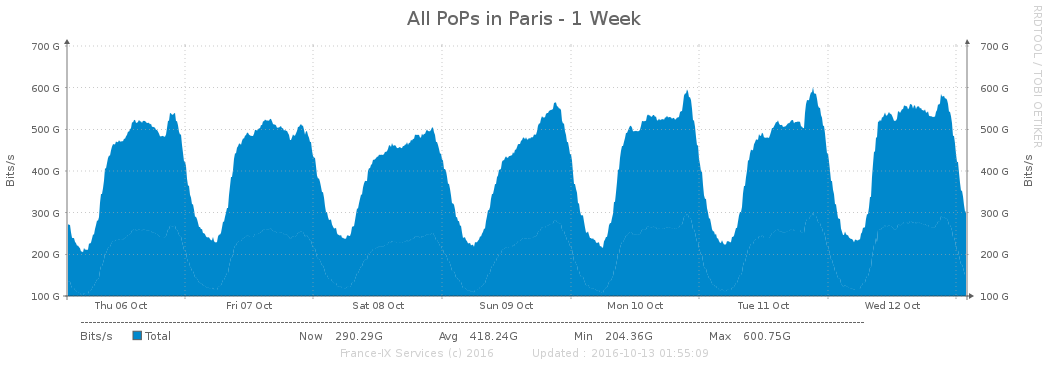 All PoPs in Paris - 1 Week
RRDTOOL / TOBI OETIKER
700 G 700 G
600 G 600 G
500 G 500 G
400 G 400 G
300 G 300 G
200 G 200 G
100 G 100 G
Bits/s
Bits/s
Thu 06 Oct Fri 07 Oct Sat 08 Oct Sun 09 Oct Mon 10 Oct Tue 11 Oct Wed 12 Oct
Bits/s Total Now 290.29G Avg 418.24G Min 204.36G Max 600.75G
France-IX Services (c) 2016 Updated : 2016-10-13 01:55:09